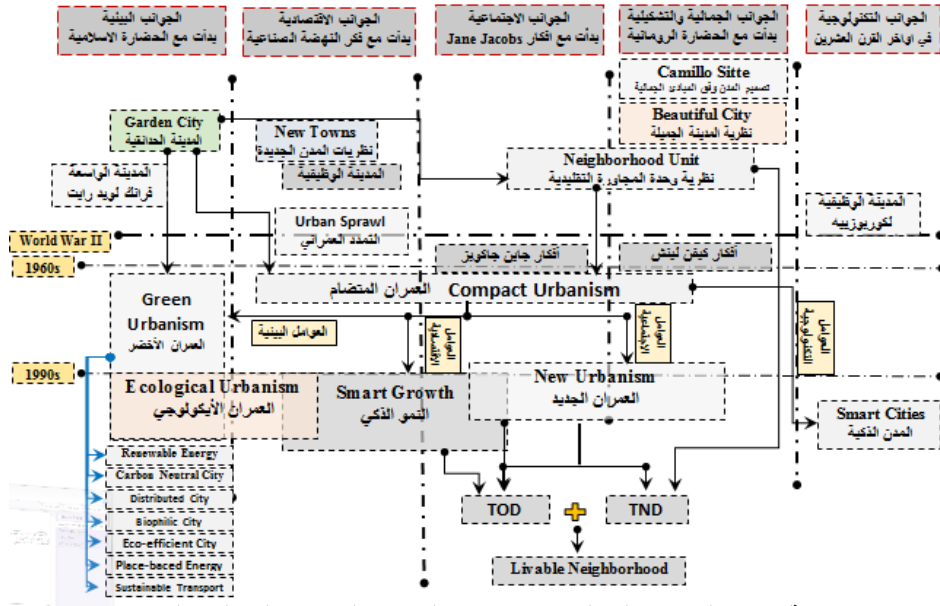 الجوانب البيئية
بدأت مع الحضارة الاسلامية
الجوانب الاقتصادية
بدأت مع فكر النهضة الصناعية
الجوانب الاجتماعية
بدأت مع افكار Jane Jacobs
الجوانب الجمالية والتشكيلية
بدأت مع الحضارة الرومانية
الجوانب التكنولوجية
في اواخر القرن العشرين
Camillo Sitte
تصميم المدن وفق المبادئ الجمالية
Beautiful City
نظرية المدينة الجميلة
Garden City
المدينة الحدائقية
New Towns
نظريات المدن الجديدة
المدينة الوظيفية
Neighborhood Unit
نظرية وحدة المجاورة التقليدية
المدينة الواسعة
فرانك لويد رايت
Urban Sprawl
التمدد العمراني
المدينة الوظيفية
لكوربوزييه
World War II
1960s
أفكار جاين جاكوبز
أفكار كيفن لينتش
العمران المتضام Compact Urbanism
Green
Urbanism
العمران الأخضر
العوامل البيئية
العوامل
الاقتصادية
العوامل
الاجتماعية
العوامل
التكنولوجية
1990s
Ecological Urbanism
العمران الأيكولوجي
Smart Growth
النمو الذكي
New Urbanism
العمران الجديد
Smart Cities
المدن الذكية
Renewable Energy
Carbon Neutral City
Distributed City
Biophilic City
Eco-efficient City
Place-baced Energy
Sustainable Transport
TOD
TND
Livable Neighborhood